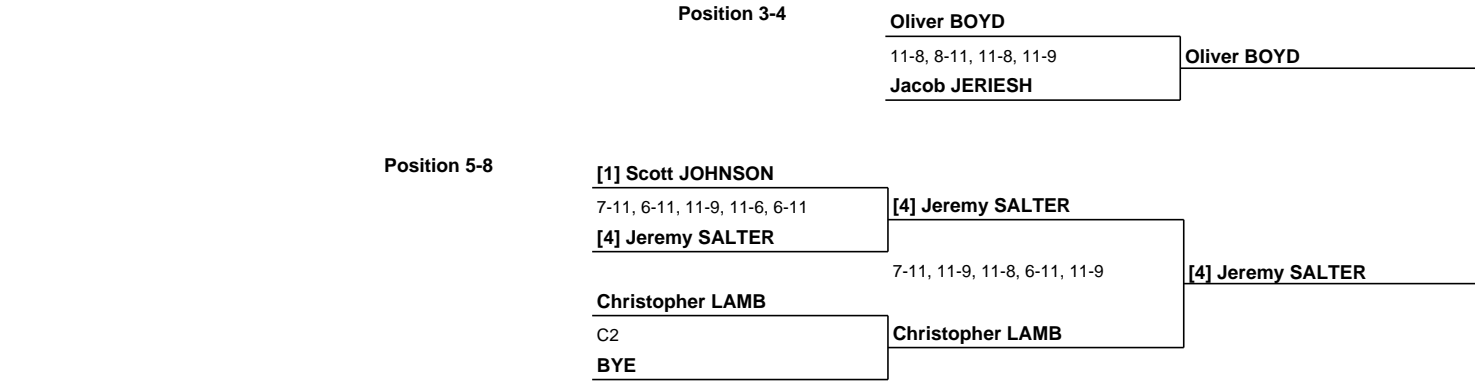 Position 3-4
Oliver BOYD
11-8, 8-11, 11-8, 11-9
Oliver BOYD
Jacob JERIESH
Position 5-8
[1] Scott JOHNSON
7-11, 6-11, 11-9, 11-6, 6-11
[4] Jeremy SALTER
[4] Jeremy SALTER
7-11, 11-9, 11-8, 6-11, 11-9
[4] Jeremy SALTER
Christopher LAMB
C2
Christopher LAMB
BYE